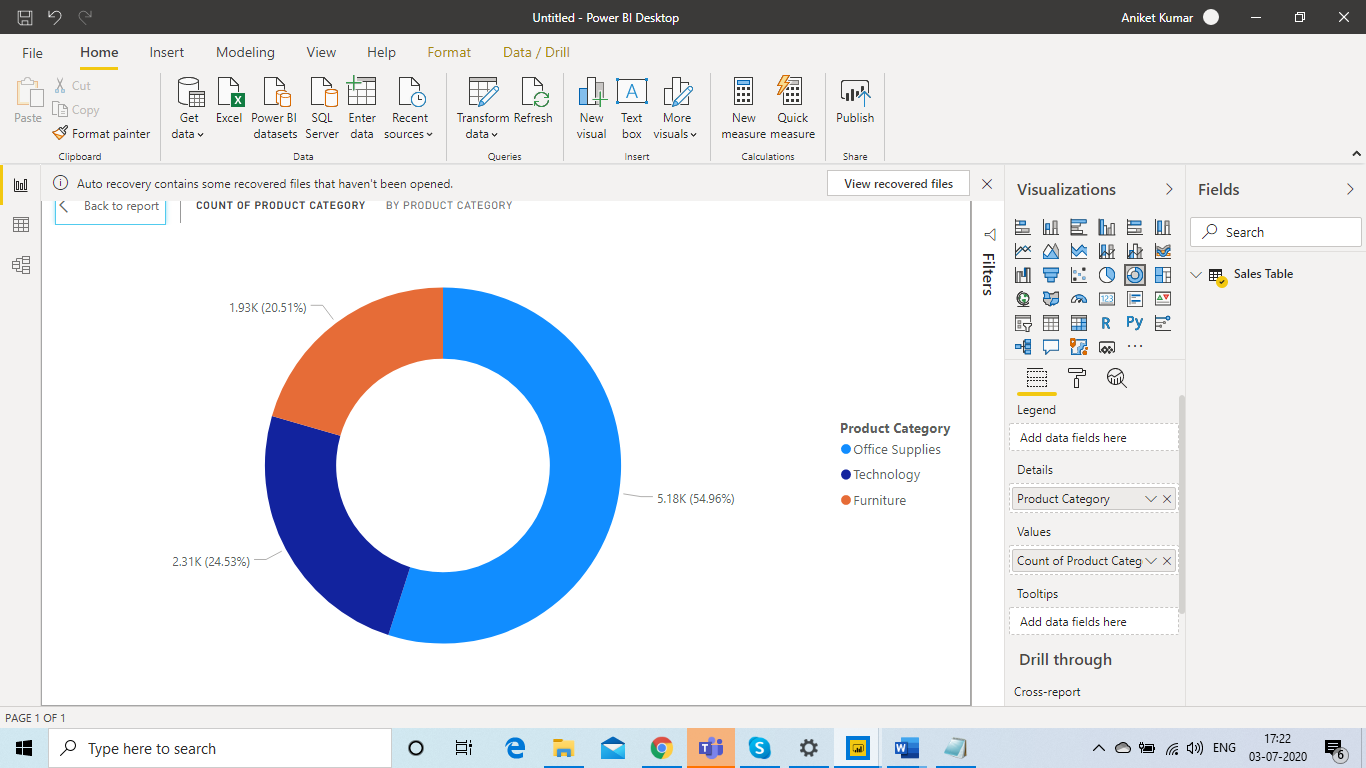 Untitled - Power BI Desktop
Aniket Kumar
File Home Insert Modeling View Help Format Data / Drill
Paste
Cut
Copy
Format painter
Clipboard
Get data
Excel
Power BI datasets
SQL Server
Enter data
Recent sources
Data
Transform data
Refresh
Queries
New visual
Text box
More visuals
Insert
New measure
Quick measure
Calculations
Publish
Share
Auto recovery contains some recovered files that haven't been opened.
View recovered files
Back to report
COUNT OF PRODUCT CATEGORY BY PRODUCT CATEGORY
1.93K (20.51%)
5.18K (54.96%)
2.31K (24.53%)
Product Category
Office Supplies
Technology
Furniture
Filters
Visualizations
123
R
Py
Legend
Add data fields here
Details
Product Category
Values
Count of Product Categ
Tooltips
Add data fields here
Drill through
Cross-report
Fields
Search
Sales Table
PAGE 1 OF 1
Type here to search
ENG
17:22
03-07-2020
6